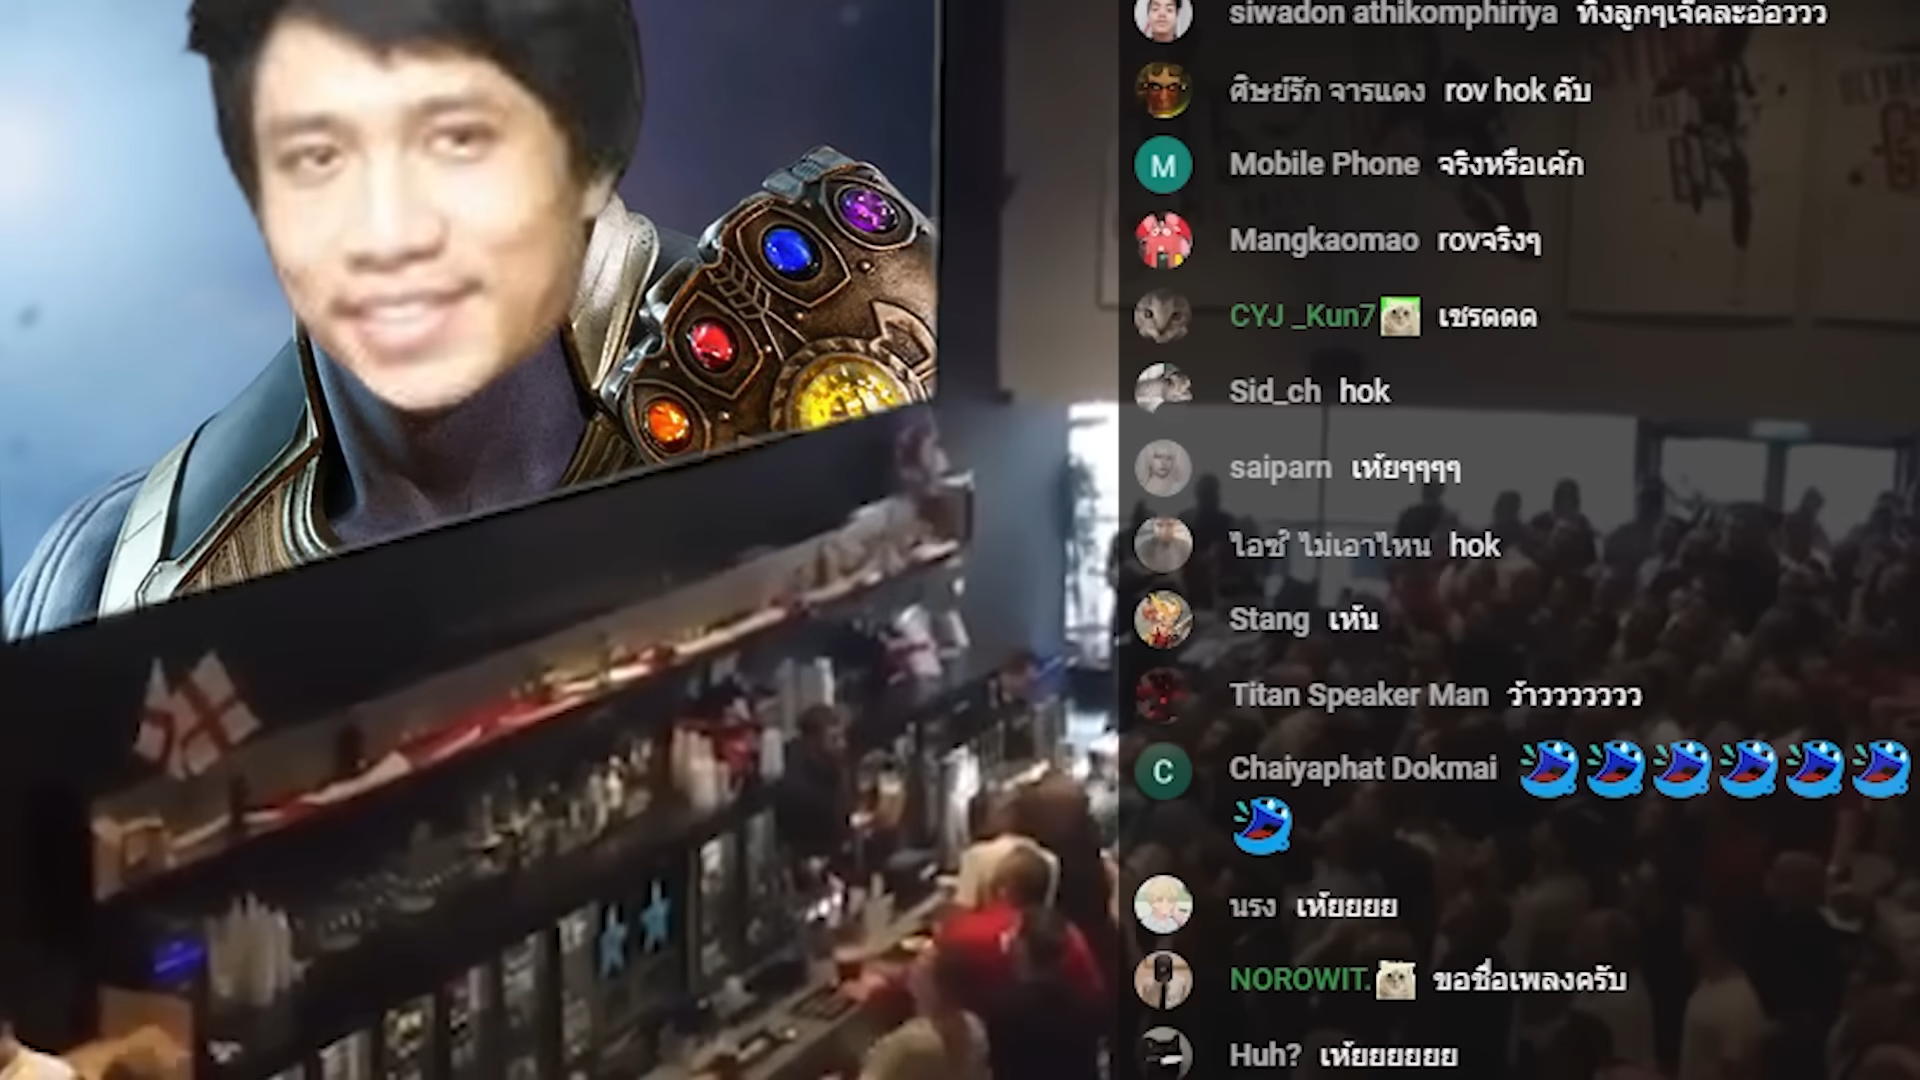 siwadon athikomphiriya ทิ้งลูกๆเจ๊คละอ๋อววว
ศิษย์รัก จารแดง rov hok คับ
M Mobile Phone จริงหรือเค้ก
Mangkaomao rovจริงๆ
CYJ _Kun7 เชรดดด
Sid_ch hok
saiparn เห้ยๆๆๆๆ
ไอซ์ ไม่เอาไหน hok
Stang เห้น
Titan Speaker Man ว้าววววววว
C Chaiyaphat Dokmai
นรง เห้ยยยย
NOROWIT. ขอชื่อเพลงครับ
Huh? เห้ยยยยยย